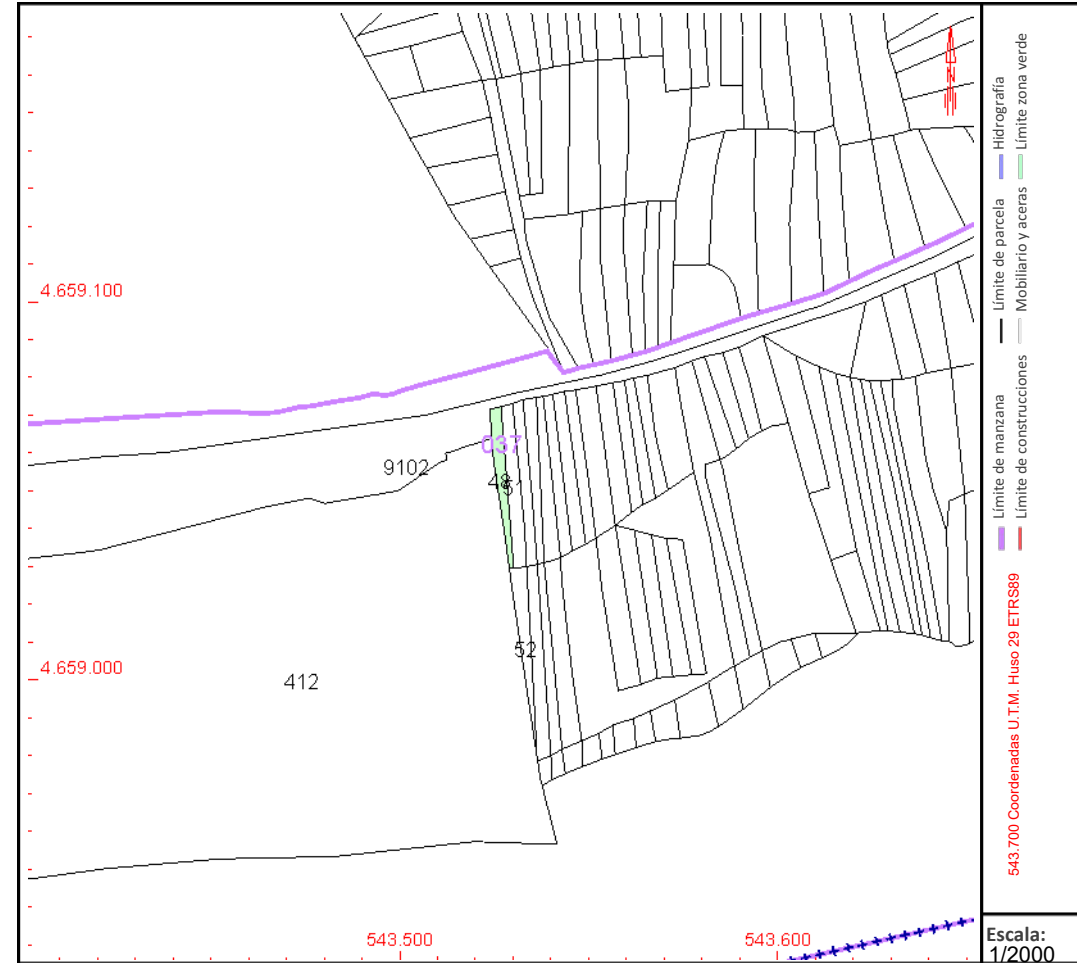 4.659.100
037
9102
48
52
4.659.000
412
543.500
543.600
N
Límite de manzana
Límite de parcela
Hidrografía
Límite de construcciones
Mobiliario y aceras
Límite zona verde
543.700 Coordenadas U.T.M. Huso 29 ETRS89
Escala:
1/2000